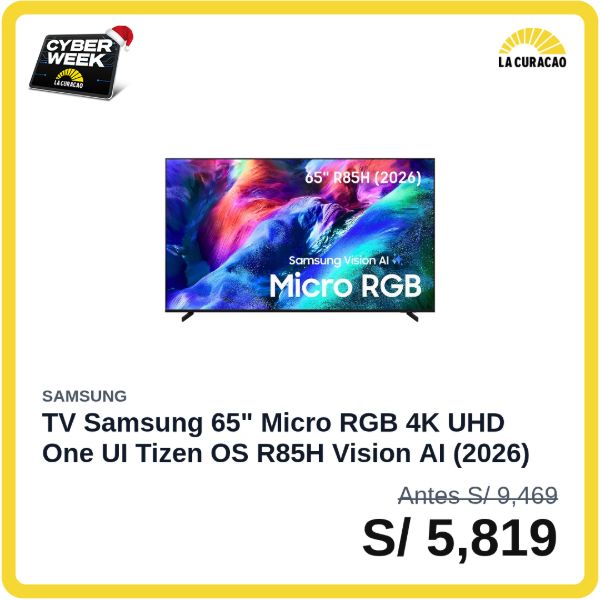 CYBER
WEEK
LA CURACAO
LA CURACAO
65" R85H (2026)
Samsung Vision AI
Micro RGB
SAMSUNG
TV Samsung 65" Micro RGB 4K UHD
One UI Tizen OS R85H Vision AI (2026)
Antes S/ 9,469
S/ 5,819